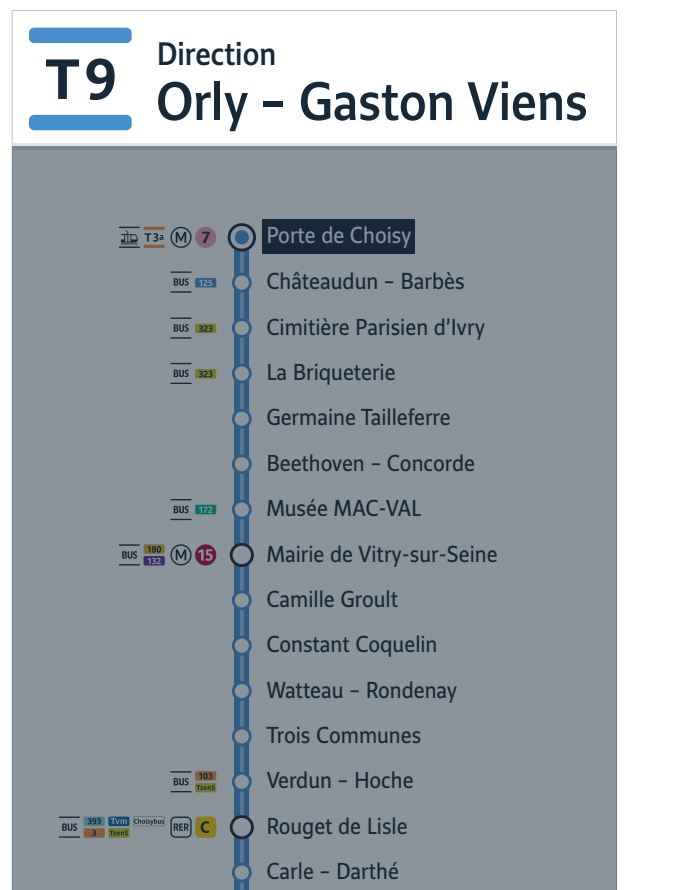 T9
Direction
Orly – Gaston Viens
T3a M 7 Porte de Choisy
BUS 125 Châteaudun – Barbès
BUS 323 Cimitière Parisien d'Ivry
BUS 323 La Briqueterie
Germaine Tailleferre
Beethoven – Concorde
BUS 172 Musée MAC-VAL
BUS 180 132 M 15 Mairie de Vitry-sur-Seine
Camille Groult
Constant Coquelin
Watteau – Rondenay
Trois Communes
BUS 103 Tzen5 Verdun – Hoche
BUS 393 Tvm Choisybus 3 Tzen5 RER C Rouget de Lisle
Carle – Darthé